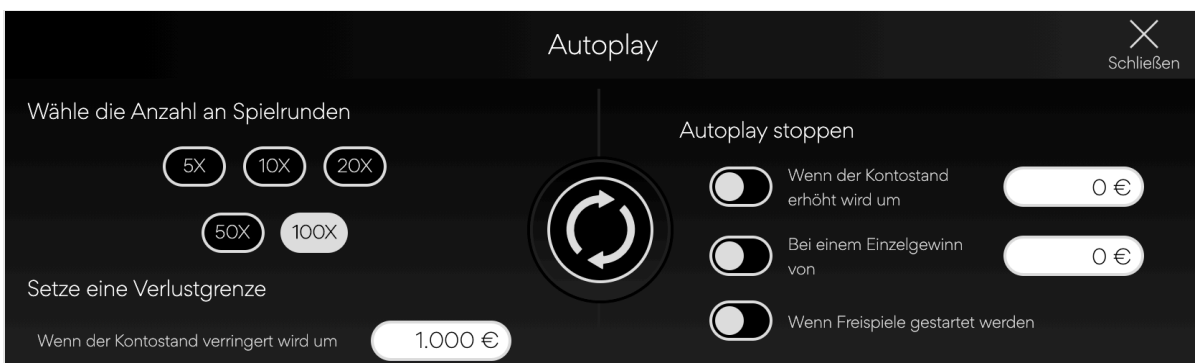 Autoplay
Schließen
Wähle die Anzahl an Spielrunden
5X 10X 20X
50X 100X
Setze eine Verlustgrenze
Wenn der Kontostand verringert wird um 1.000 €
Autoplay stoppen
Wenn der Kontostand
erhöht wird um 0 €
Bei einem Einzelgewinn
von 0 €
Wenn Freispiele gestartet werden